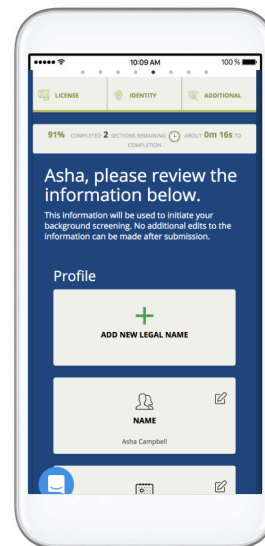 10:09 AM
100 %
LICENSE
IDENTITY
ADDITIONAL
91% COMPLETED 2 SECTIONS REMAINING ABOUT 0m 16s TO
COMPLETION
Asha, please review the
information below.
This information will be used to initiate your
background screening. No additional edits to the
information can be made after submission.
Profile
ADD NEW LEGAL NAME
NAME
Asha Campbell